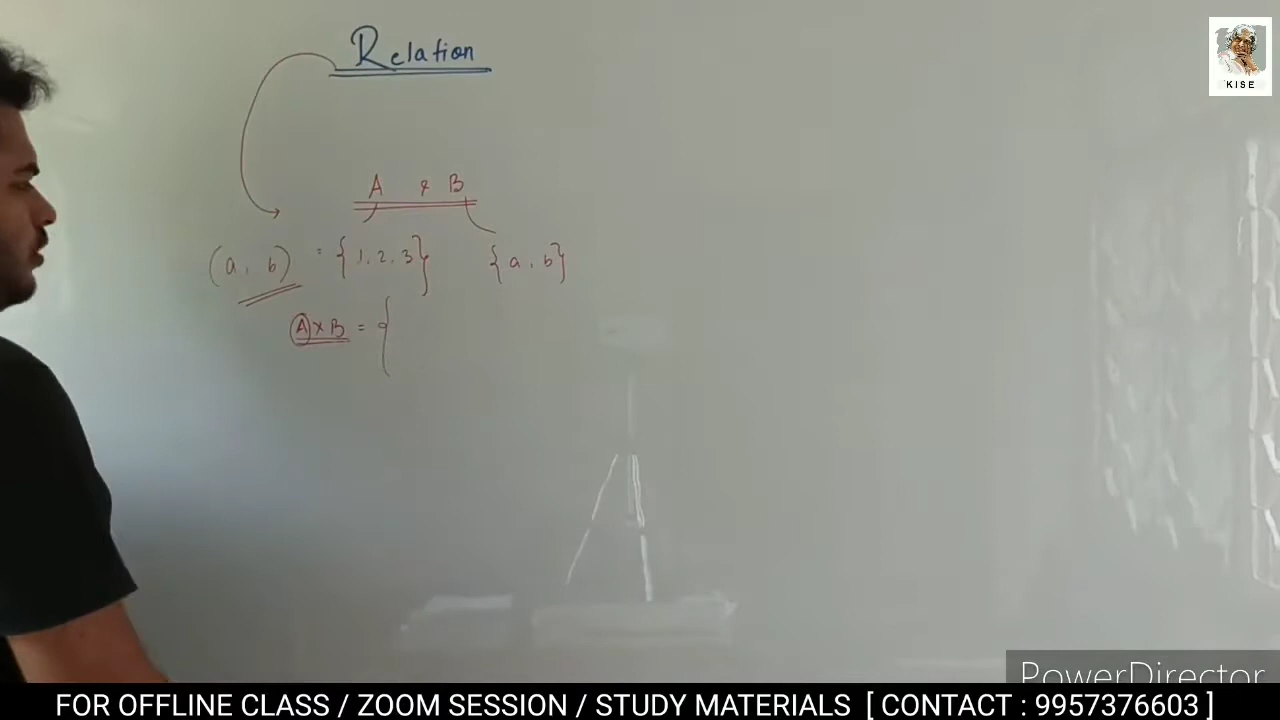 Relation
KISE
A & B
(a, b) = {1, 2, 3} {a, b}
A×B = {
PowerDirector
FOR OFFLINE CLASS / ZOOM SESSION / STUDY MATERIALS [ CONTACT : 9957376603 ]